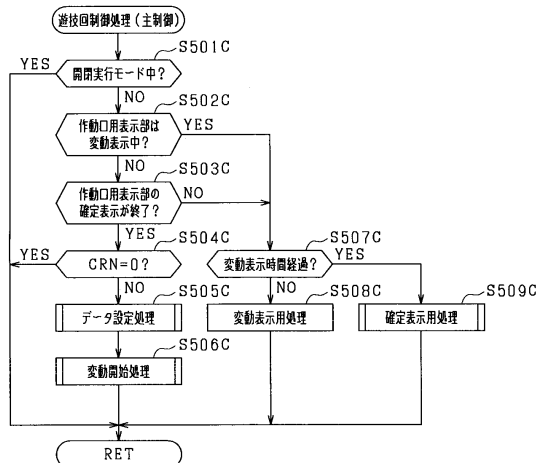 遊技回制御処理(主制御)
S501C
YES
開閉実行モード中?
NO
S502C
作動口用表示部は
変動表示中?
YES
NO
S503C
作動口用表示部の
確定表示が終了?
NO
YES
S504C
YES
CRN=0?
NO
S507C
変動表示時間経過?
YES
NO
S505C
データ設定処理
S508C
変動表示用処理
S509C
確定表示用処理
S506C
変動開始処理
RET